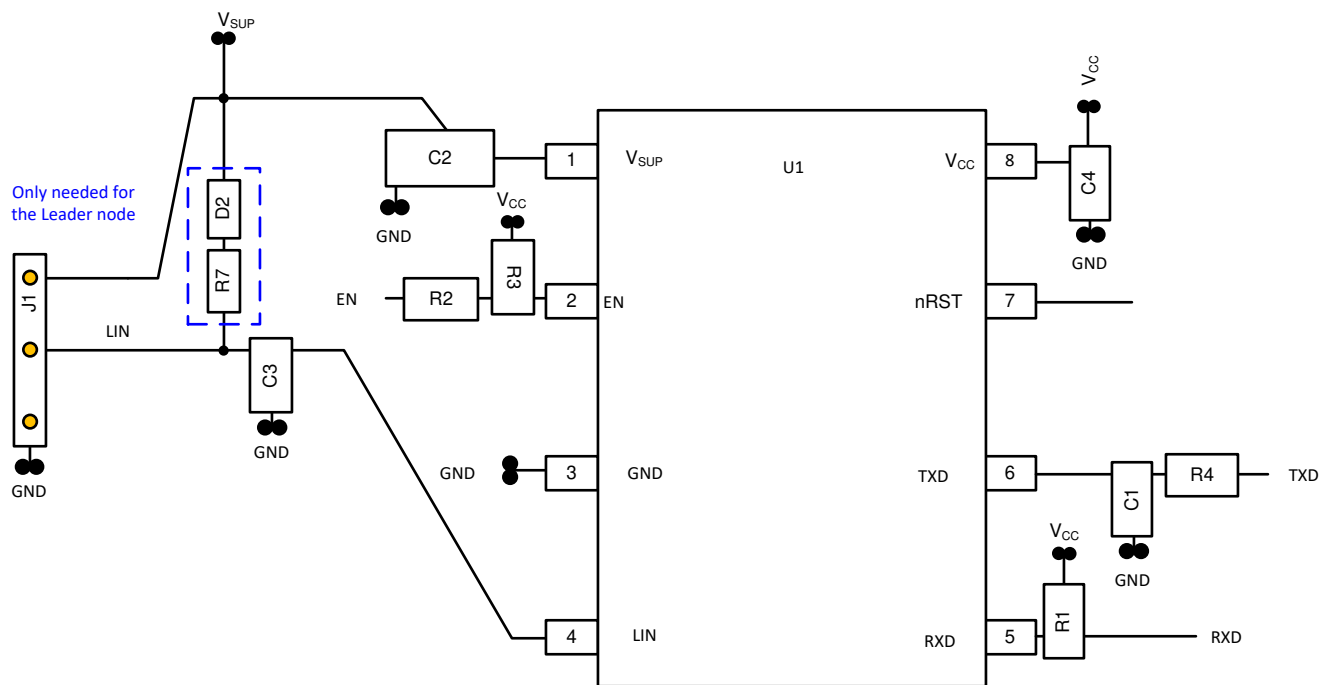 VSUP
Only needed for
the Leader node
J1
LIN
GND
D2
R7
C3
GND
C2
GND
VCC
EN
R2
R3
GND
1
VSUP
2
EN
3
GND
4
LIN
U1
VCC
8
nRST
7
TXD
6
RXD
5
VCC
C4
GND
C1
GND
R4
TXD
VCC
R1
RXD